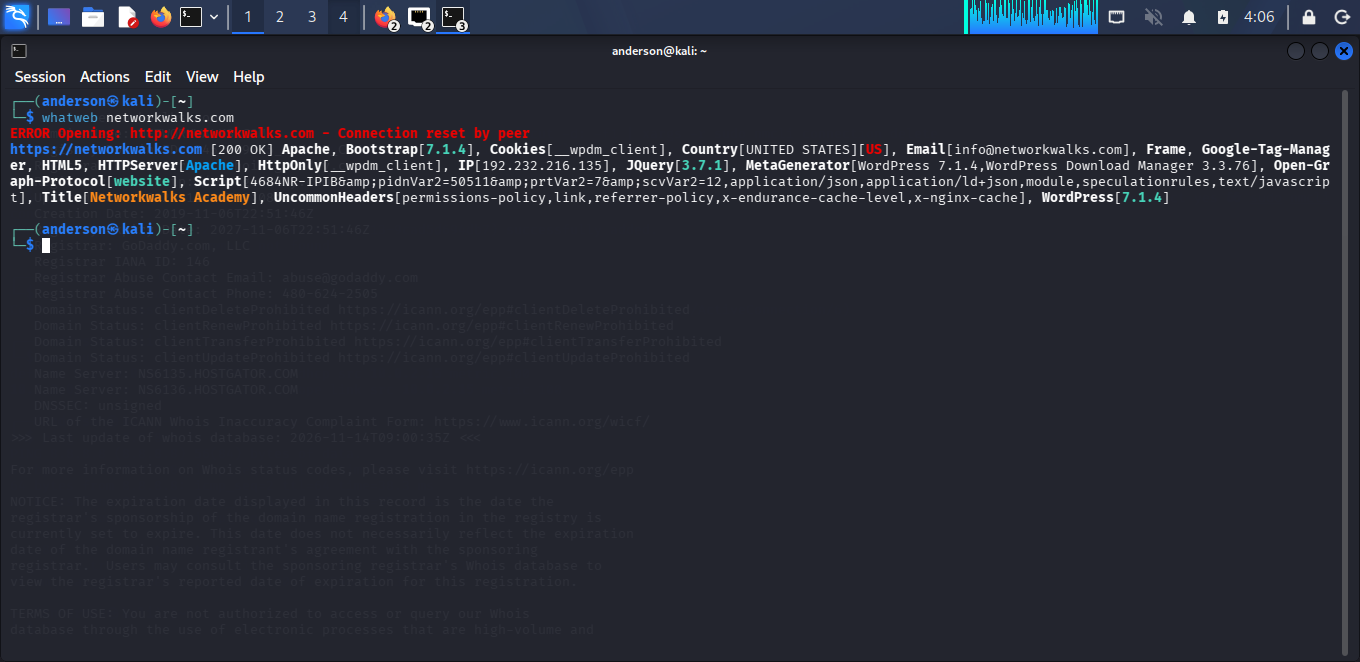 1 2 3 4 2 2 3 4:06
anderson@kali: ~
Session Actions Edit View Help
┌──(anderson㉿kali)-[~]
└─$ whatweb networkwalks.com
ERROR Opening: http://networkwalks.com - Connection reset by peer
https://networkwalks.com [200 OK] Apache, Bootstrap[7.1.4], Cookies[__wpdm_client], Country[UNITED STATES][US], Email[info@networkwalks.com], Frame, Google-Tag-Manag
er, HTML5, HTTPServer[Apache], HttpOnly[__wpdm_client], IP[192.232.216.135], JQuery[3.7.1], MetaGenerator[WordPress 7.1.4,WordPress Download Manager 3.3.76], Open-Gr
aph-Protocol[website], Script[4684NR-IPIB&amp;pidnVar2=50511&amp;prtVar2=7&amp;scvVar2=12,application/json,application/ld+json,module,speculationrules,text/javascrip
t], Title[Networkwalks Academy], UncommonHeaders[permissions-policy,link,referrer-policy,x-endurance-cache-level,x-nginx-cache], WordPress[7.1.4]
Creation Date: 2019-11-06T22:51:46Z
┌──(anderson㉿kali)-[~]: 2027-11-06T22:51:46Z
└─$ gistrar: GoDaddy.com, LLC
Registrar IANA ID: 146
Registrar Abuse Contact Email: abuse@godaddy.com
Registrar Abuse Contact Phone: 480-624-2505
Domain Status: clientDeleteProhibited https://icann.org/epp#clientDeleteProhibited
Domain Status: clientRenewProhibited https://icann.org/epp#clientRenewProhibited
Domain Status: clientTransferProhibited https://icann.org/epp#clientTransferProhibited
Domain Status: clientUpdateProhibited https://icann.org/epp#clientUpdateProhibited
Name Server: NS6135.HOSTGATOR.COM
Name Server: NS6136.HOSTGATOR.COM
DNSSEC: unsigned
URL of the ICANN Whois Inaccuracy Complaint Form: https://www.icann.org/wicf/
>>> Last update of whois database: 2026-11-14T09:06:35Z <<<
For more information on Whois status codes, please visit https://icann.org/epp
NOTICE: The expiration date displayed in this record is the date the
registrar's sponsorship of the domain name registration in the registry is
currently set to expire. This date does not necessarily reflect the expiration
date of the domain name registrant's agreement with the sponsoring
registrar.  Users may consult the sponsoring registrar's Whois database to
view the registrar's reported date of expiration for this registration.
TERMS OF USE: You are not authorized to access or query our Whois
database through the use of electronic processes that are high-volume and